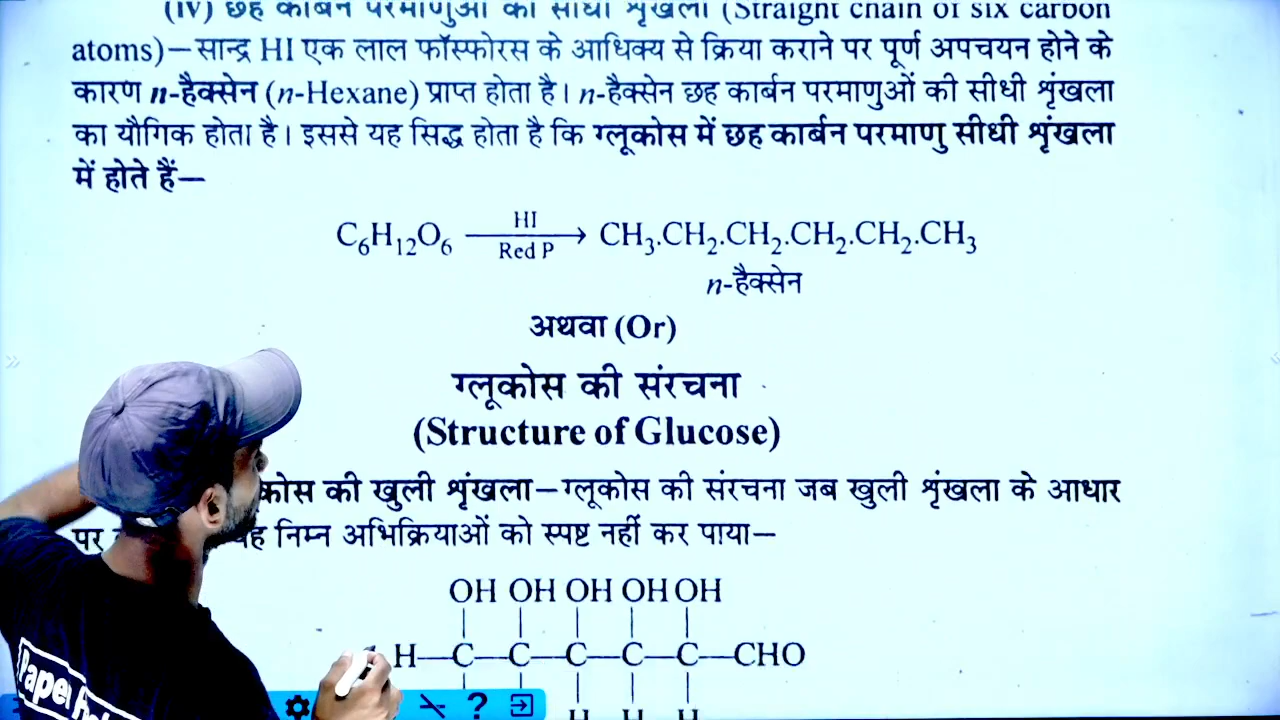 (iv) छह कार्बन परमाणुओं की सीधी शृंखला (Straight chain of six carbon
atoms)—सान्द्र HI एक लाल फॉस्फोरस के आधिक्य से क्रिया कराने पर पूर्ण अपचयन होने के
कारण n-हैक्सेन (n-Hexane) प्राप्त होता है। n-हैक्सेन छह कार्बन परमाणुओं की सीधी शृंखला
का यौगिक होता है। इससे यह सिद्ध होता है कि ग्लूकोस में छह कार्बन परमाणु सीधी शृंखला
में होते हैं—
HI
C₆H₁₂O₆ ⟶ CH₃.CH₂.CH₂.CH₂.CH₂.CH₃
Red P
n-हैक्सेन
अथवा (Or)
ग्लूकोस की संरचना
(Structure of Glucose)
कोस की खुली शृंखला—ग्लूकोस की संरचना जब खुली शृंखला के आधार
पर निम्न अभिक्रियाओं को स्पष्ट नहीं कर पाया—
OH OH OH OH OH
H—C—C—C—C—C—CHO
H H H
Paper
?